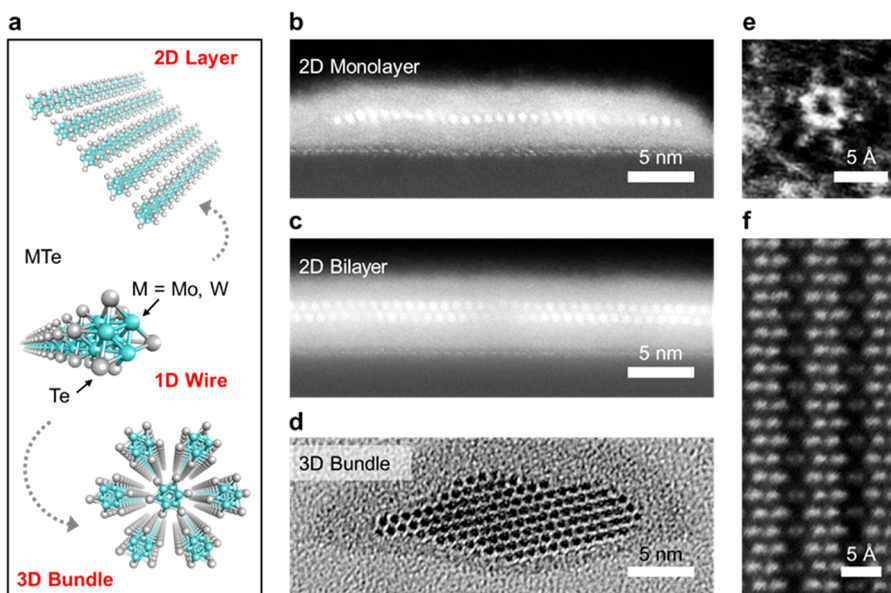 a
2D Layer
MTe
M = Mo, W
Te
1D Wire
3D Bundle
b
2D Monolayer
5 nm
c
2D Bilayer
5 nm
d
3D Bundle
5 nm
e
5 Å
f
5 Å